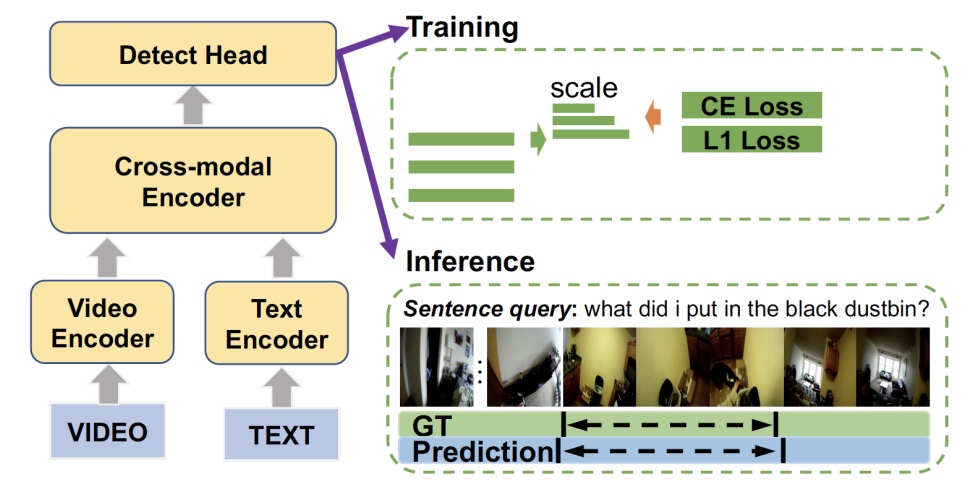 Detect Head
Cross-modal
Encoder
Video
Encoder
Text
Encoder
VIDEO
TEXT
Training
scale
CE Loss
L1 Loss
Inference
Sentence query: what did i put in the black dustbin?
GT
Prediction